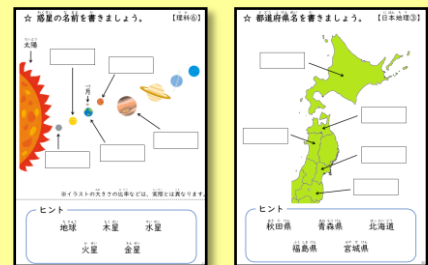 ☆ 惑星の名前を書きましょう。 【理科⑥】
太陽
月
※イラストの大きさの比率などは、実際とは異なります。
ヒント
地球 木星 水星
火星 金星
☆ 都道府県名を書きましょう。 【日本地理③】
ヒント
秋田県 青森県 北海道
福島県 宮城県